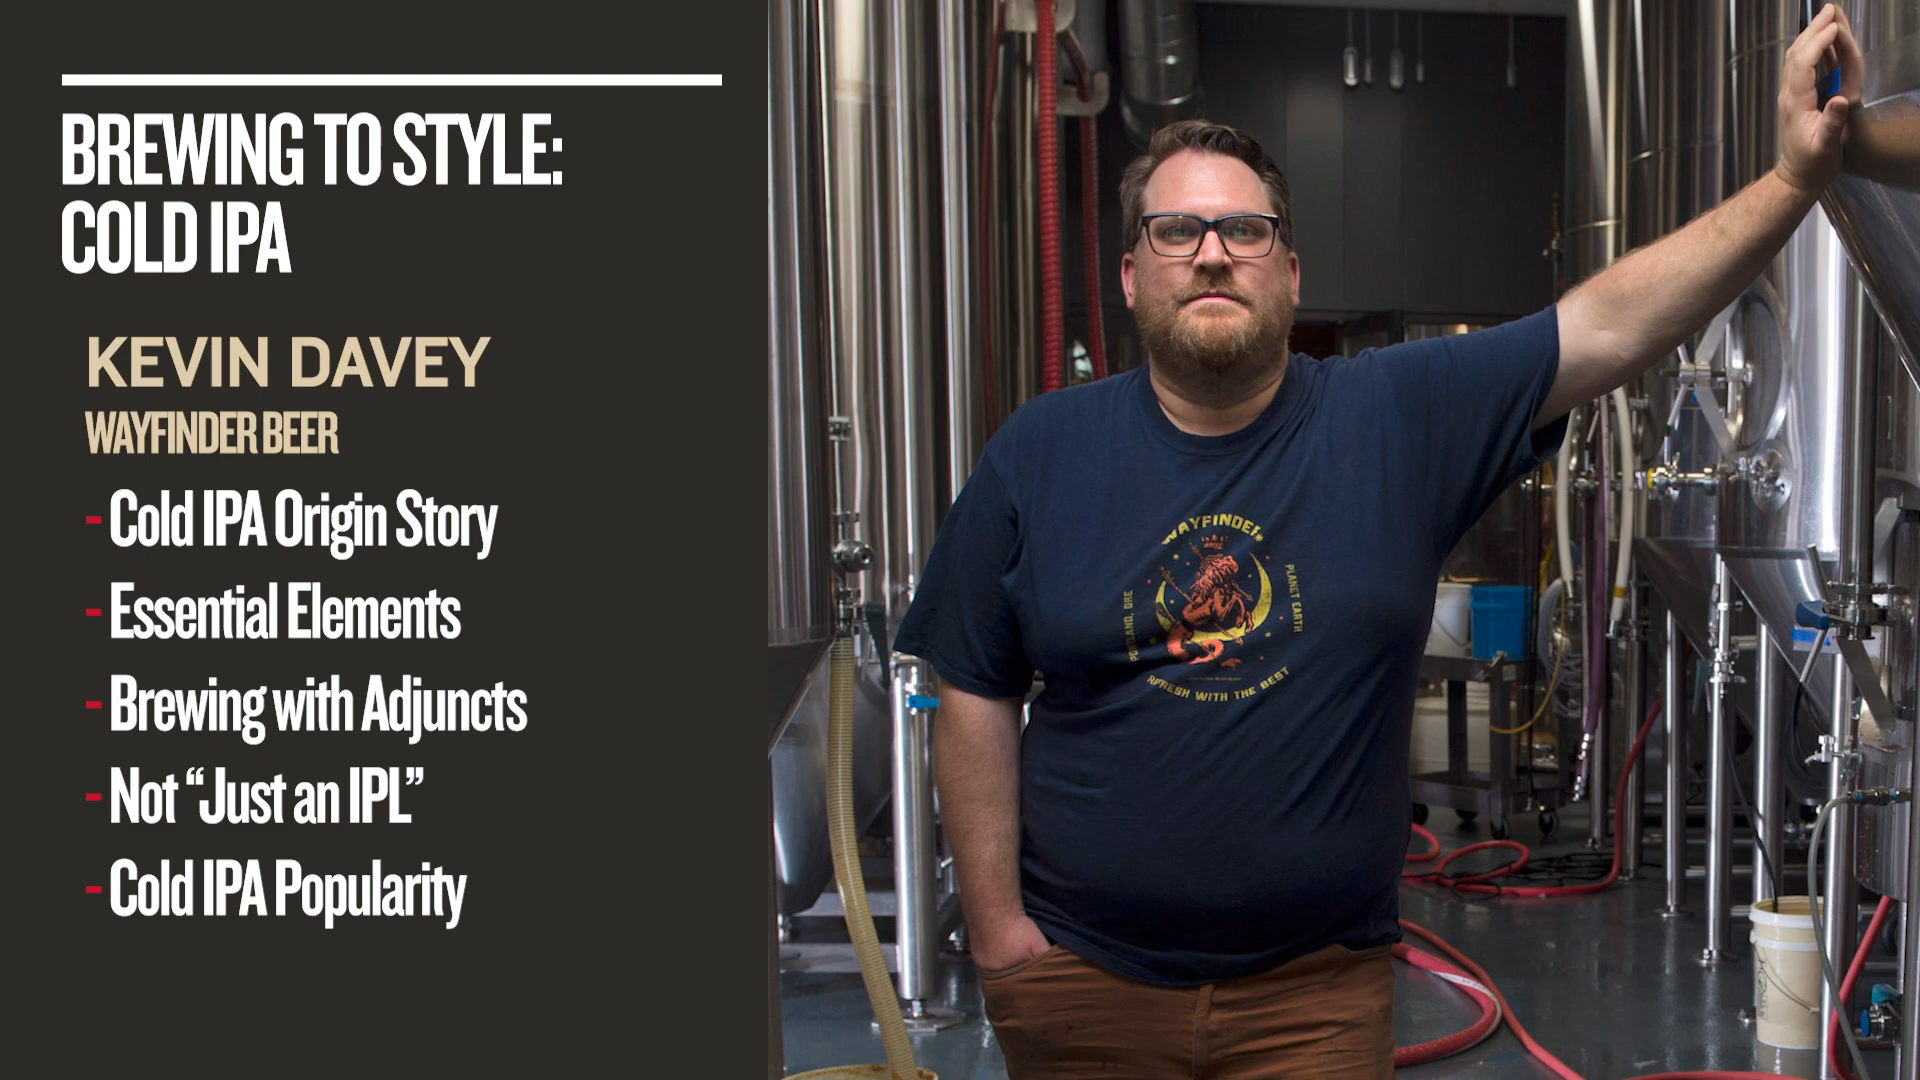 BREWING TO STYLE:
COLD IPA
KEVIN DAVEY
WAYFINDER BEER
- Cold IPA Origin Story
- Essential Elements
- Brewing with Adjuncts
- Not “Just an IPL”
- Cold IPA Popularity
WAYFINDER
PORTLAND, ORE
PLANET EARTH
RFRESH WITH THE BEST